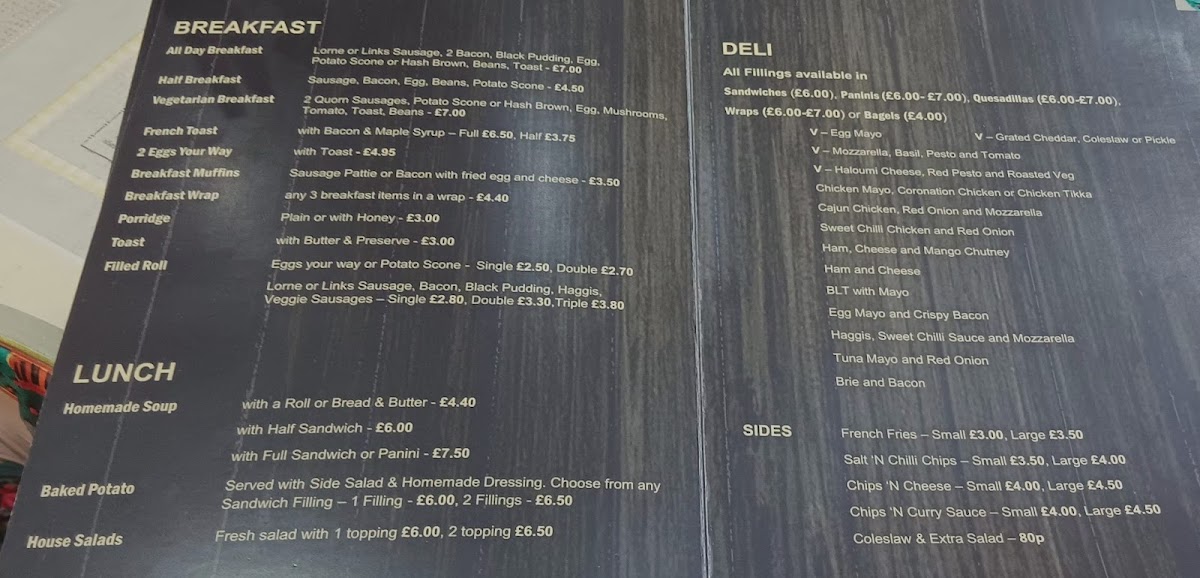 BREAKFAST
All Day Breakfast Lorne or Links Sausage, 2 Bacon, Black Pudding, Egg,
Potato Scone or Hash Brown, Beans, Toast - £7.00
Half Breakfast Sausage, Bacon, Egg, Beans, Potato Scone - £4.50
Vegetarian Breakfast 2 Quorn Sausages, Potato Scone or Hash Brown, Egg, Mushrooms,
Tomato, Toast, Beans - £7.00
French Toast with Bacon & Maple Syrup – Full £6.50, Half £3.75
2 Eggs Your Way with Toast - £4.95
Breakfast Muffins Sausage Pattie or Bacon with fried egg and cheese - £3.50
Breakfast Wrap any 3 breakfast items in a wrap - £4.40
Porridge Plain or with Honey - £3.00
Toast with Butter & Preserve - £3.00
Filled Roll Eggs your way or Potato Scone - Single £2.50, Double £2.70
Lorne or Links Sausage, Bacon, Black Pudding, Haggis,
Veggie Sausages – Single £2.80, Double £3.30,Triple £3.80
LUNCH
Homemade Soup with a Roll or Bread & Butter - £4.40
with Half Sandwich - £6.00
with Full Sandwich or Panini - £7.50
Baked Potato Served with Side Salad & Homemade Dressing. Choose from any
Sandwich Filling – 1 Filling - £6.00, 2 Fillings - £6.50
House Salads Fresh salad with 1 topping £6.00, 2 topping £6.50
DELI
All Fillings available in
Sandwiches (£6.00), Paninis (£6.00- £7.00), Quesadillas (£6.00-£7.00),
Wraps (£6.00-£7.00) or Bagels (£4.00)
V – Egg Mayo V – Grated Cheddar, Coleslaw or Pickle
V – Mozzarella, Basil, Pesto and Tomato
V – Haloumi Cheese, Red Pesto and Roasted Veg
Chicken Mayo, Coronation Chicken or Chicken Tikka
Cajun Chicken, Red Onion and Mozzarella
Sweet Chilli Chicken and Red Onion
Ham, Cheese and Mango Chutney
Ham and Cheese
BLT with Mayo
Egg Mayo and Crispy Bacon
Haggis, Sweet Chilli Sauce and Mozzarella
Tuna Mayo and Red Onion
Brie and Bacon
SIDES French Fries – Small £3.00, Large £3.50
Salt 'N Chilli Chips – Small £3.50, Large £4.00
Chips 'N Cheese – Small £4.00, Large £4.50
Chips 'N Curry Sauce – Small £4.00, Large £4.50
Coleslaw & Extra Salad – 80p